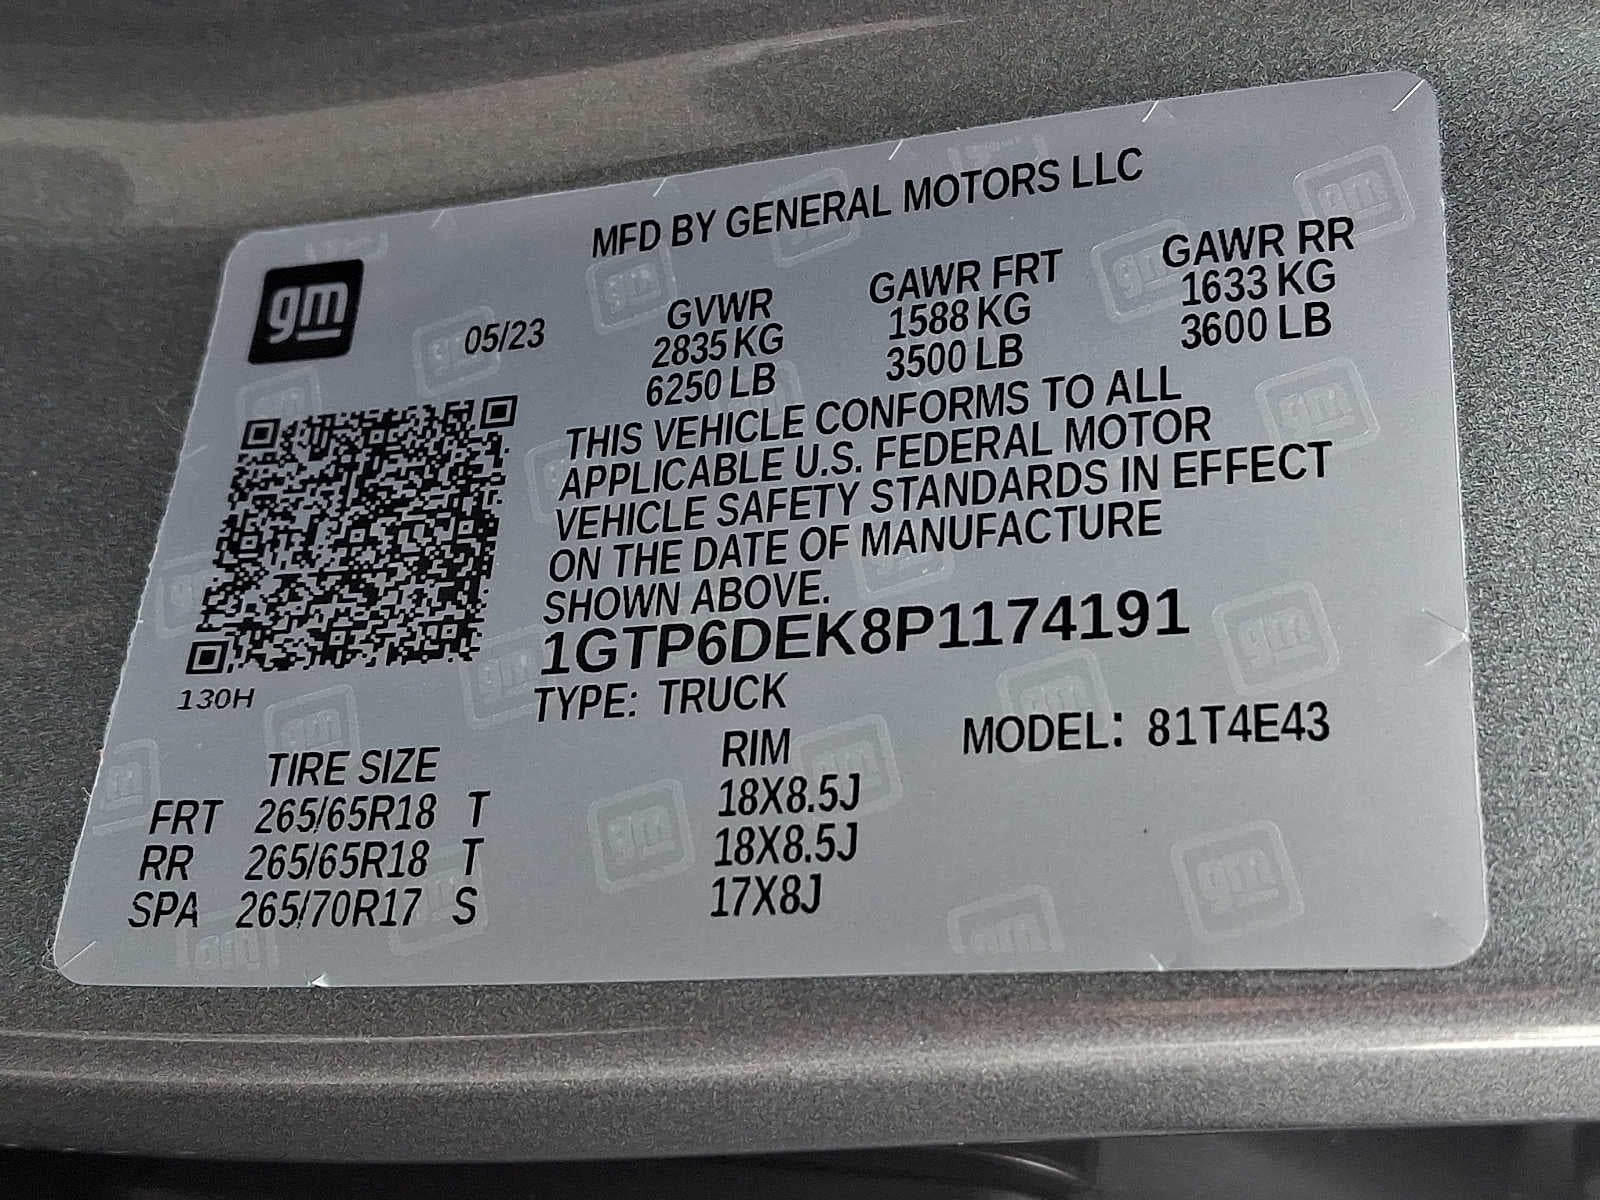 MFD BY GENERAL MOTORS LLC
gm
05/23
GVWR
2835 KG
6250 LB
GAWR FRT
1588 KG
3500 LB
GAWR RR
1633 KG
3600 LB
THIS VEHICLE CONFORMS TO ALL
APPLICABLE U.S. FEDERAL MOTOR
VEHICLE SAFETY STANDARDS IN EFFECT
ON THE DATE OF MANUFACTURE
SHOWN ABOVE.
1GTP6DEK8P1174191
130H
TYPE: TRUCK
MODEL: 81T4E43
TIRE SIZE RIM
FRT 265/65R18 T 18X8.5J
RR 265/65R18 T 18X8.5J
SPA 265/70R17 S 17X8J